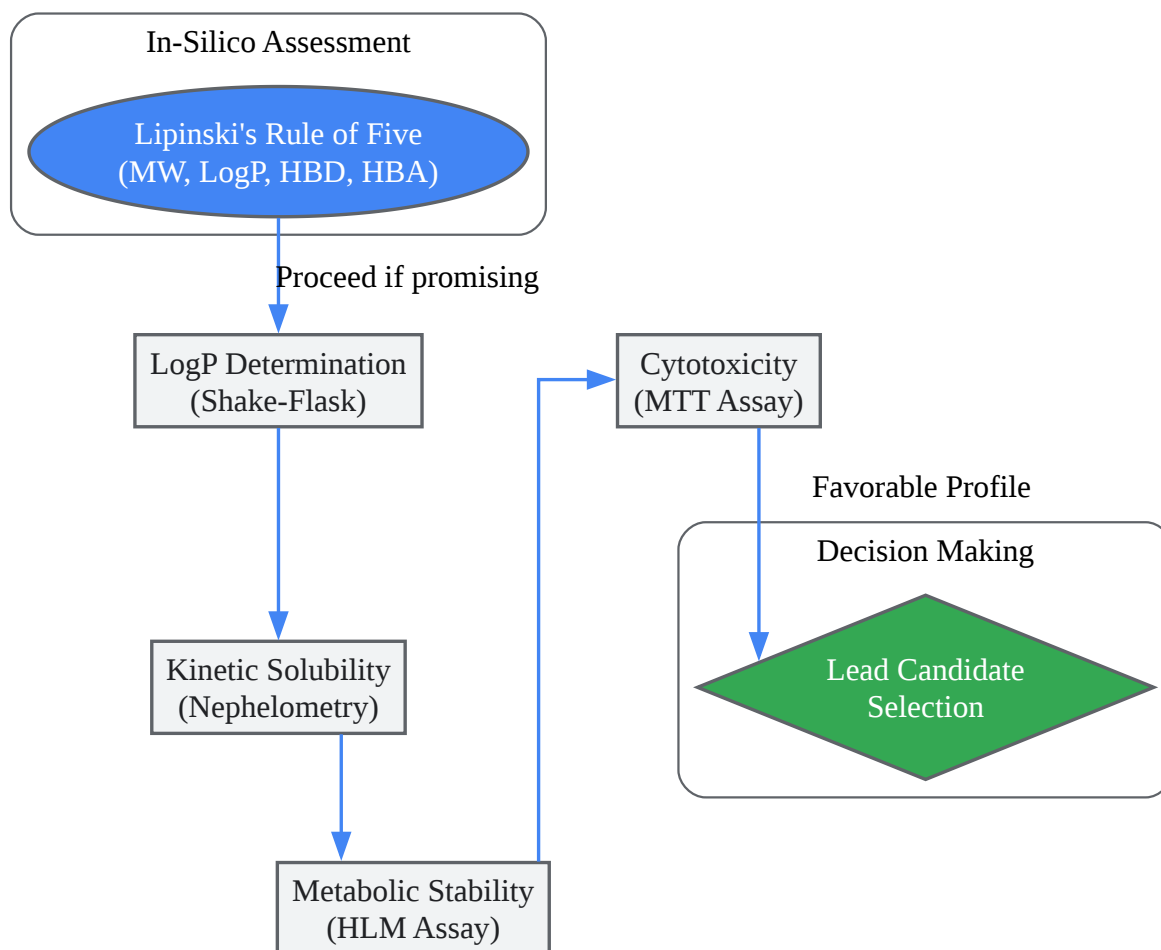 In-Silico Assessment
Lipinski's Rule of Five
(MW, LogP, HBD, HBA)
Proceed if promising
LogP Determination
(Shake-Flask)
Kinetic Solubility
(Nephelometry)
Metabolic Stability
(HLM Assay)
Cytotoxicity
(MTT Assay)
Favorable Profile
Decision Making
Lead Candidate
Selection